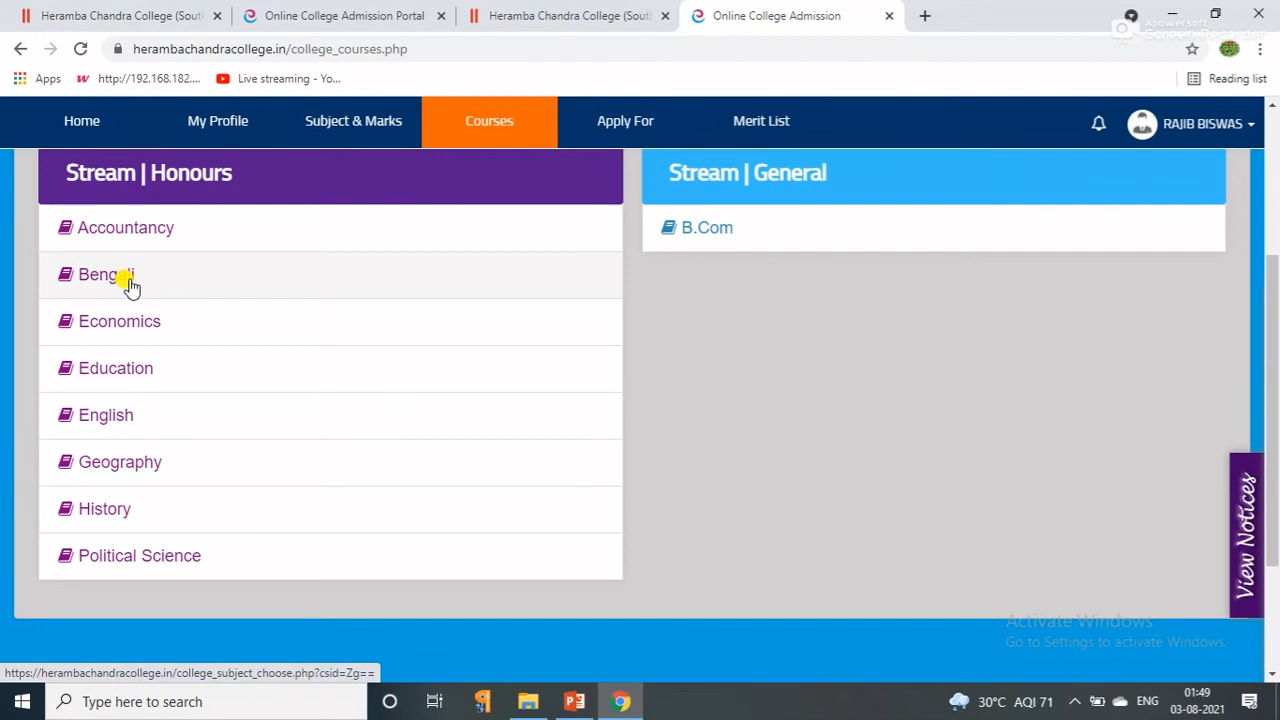 Heramba Chandra College (Sout
Online College Admission Portal
Heramba Chandra College (Sout
Online College Admission
Apowersoft
Screen Recorder
herambachandracollege.in/college_courses.php
Apps
http://192.168.182....
Live streaming - Yo...
Reading list
Home
My Profile
Subject & Marks
Courses
Apply For
Merit List
RAJIB BISWAS
Stream | Honours
Stream | General
Accountancy
B.Com
Bengali
Economics
Education
English
Geography
History
Political Science
View Notices
Activate Windows
Go to Settings to activate Windows.
https://herambachandracollege.in/college_subject_choose.php?csid=Zg==
Type here to search
30°C AQI 71
ENG
01:49
03-08-2021